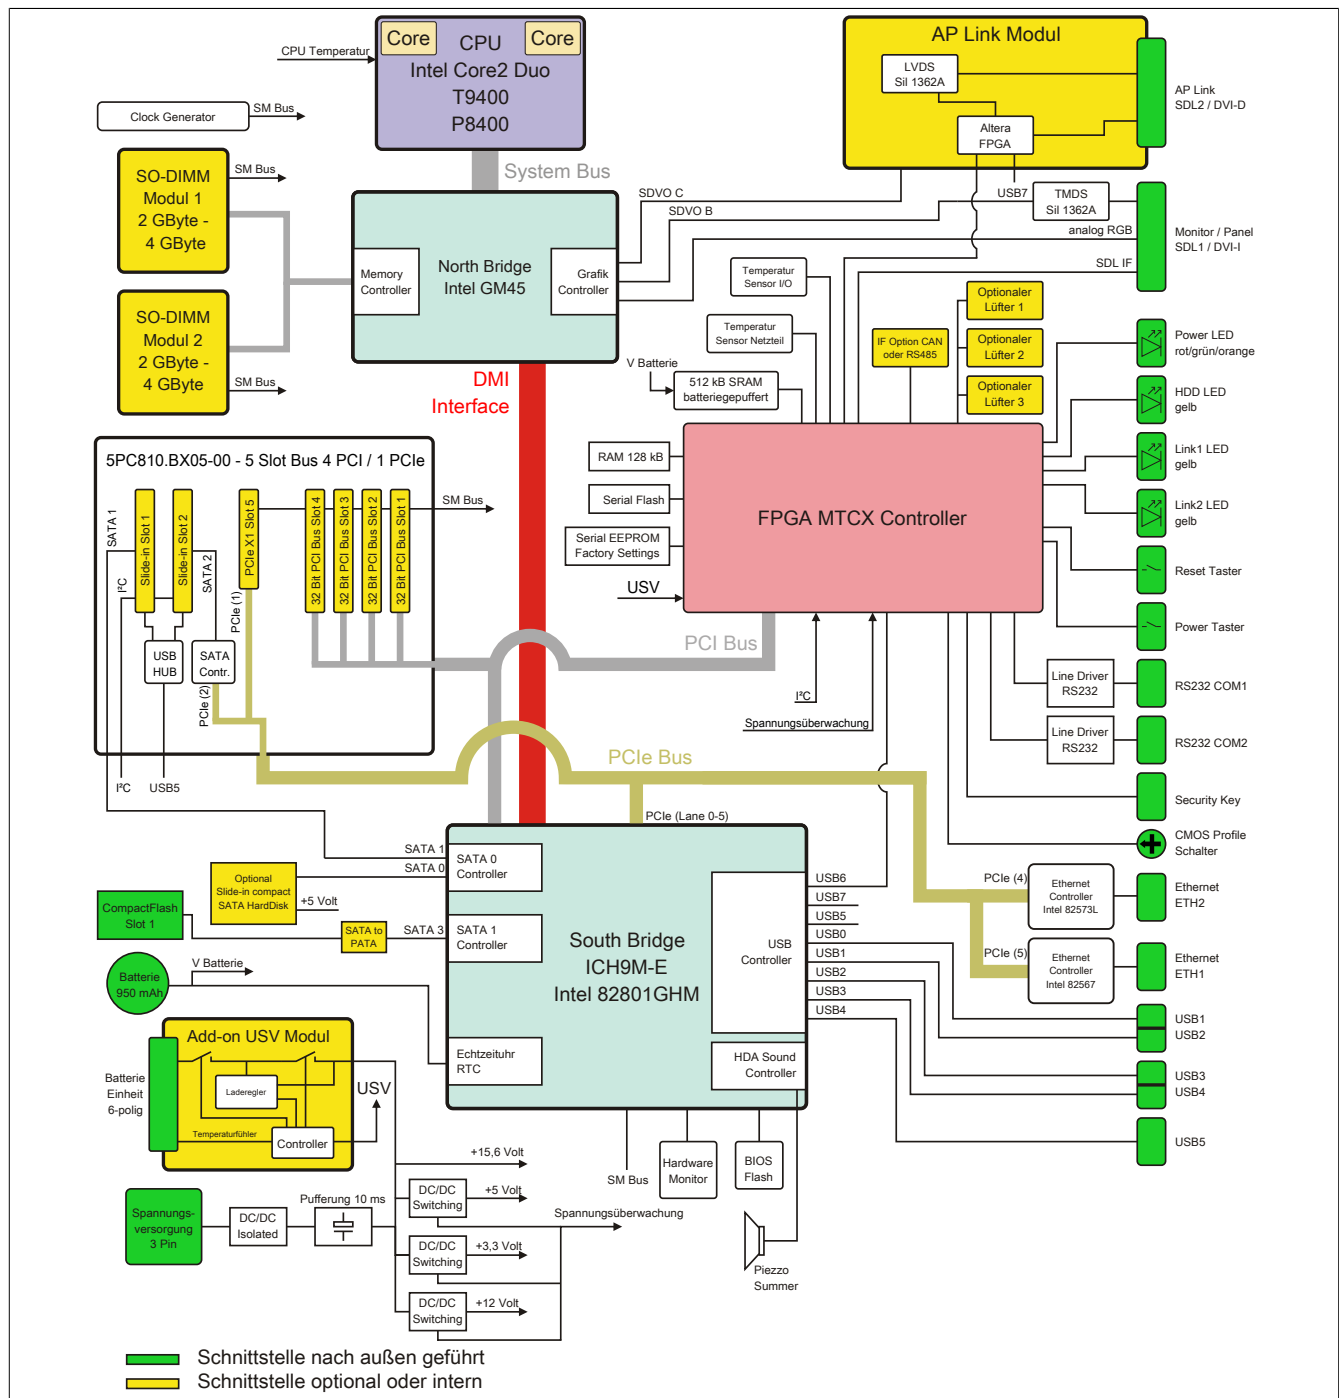 Core
CPU
Core
Intel Core2 Duo
T9400
P8400
CPU Temperatur
Clock Generator
SM Bus
SO-DIMM
Modul 1
2 GByte -
4 GByte
SM Bus
SO-DIMM
Modul 2
2 GByte -
4 GByte
SM Bus
System Bus
Memory
Controller
North Bridge
Intel GM45
Grafik
Controller
SDVO C
SDVO B
analog RGB
SDL IF
USB7
AP Link Modul
LVDS
Sil 1362A
Altera
FPGA
AP Link
SDL2 / DVI-D
TMDS
Sil 1362A
Monitor / Panel
SDL1 / DVI-I
Temperatur
Sensor I/O
Temperatur
Sensor Netzteil
V Batterie
512 kB SRAM
batteriegepuffert
IF Option CAN
oder RS485
Optionaler
Lüfter 1
Optionaler
Lüfter 2
Optionaler
Lüfter 3
Power LED
rot/grün/orange
HDD LED
gelb
Link1 LED
gelb
Link2 LED
gelb
Reset Taster
Power Taster
DMI
Interface
RAM 128 kB
Serial Flash
Serial EEPROM
Factory Settings
USV
FPGA MTCX Controller
5PC810.BX05-00 - 5 Slot Bus 4 PCI / 1 PCIe
SATA 1
I²C
Slide-in Slot 1
Slide-in Slot 2
SATA 2
PCIe X1 Slot 5
PCIe (1)
32 Bit PCI Bus Slot 4
32 Bit PCI Bus Slot 3
32 Bit PCI Bus Slot 2
32 Bit PCI Bus Slot 1
SM Bus
USB
HUB
SATA
Contr.
PCIe (2)
I²C
USB5
PCI Bus
I²C
Spannungsüberwachung
Line Driver
RS232
RS232 COM1
Line Driver
RS232
RS232 COM2
Security Key
CMOS Profile
Schalter
PCIe Bus
PCIe (Lane 0-5)
PCIe (4)
Ethernet
Controller
Intel 82573L
Ethernet
ETH2
PCIe (5)
Ethernet
Controller
Intel 82567
Ethernet
ETH1
SATA 1
SATA 0
SATA 0
Controller
Optional
Slide-in compact
SATA HardDisk
+5 Volt
CompactFlash
Slot 1
SATA to
PATA
SATA 3
SATA 1
Controller
South Bridge
ICH9M-E
Intel 82801GHM
USB
Controller
USB6
USB7
USB5
USB0
USB1
USB2
USB3
USB4
USB1
USB2
USB3
USB4
USB5
Batterie
950 mAh
V Batterie
Echtzeituhr
RTC
HDA Sound
Controller
Add-on USV Modul
Batterie
Einheit
6-polig
Laderegler
Temperaturfühler
Controller
USV
SM Bus
Hardware
Monitor
BIOS
Flash
Piezzo
Summer
+15,6 Volt
DC/DC
Switching
+5 Volt
Spannungsüberwachung
DC/DC
Switching
+3,3 Volt
DC/DC
Switching
+12 Volt
Spannungs-
versorgung
3 Pin
DC/DC
Isolated
Pufferung 10 ms
Schnittstelle nach außen geführt
Schnittstelle optional oder intern